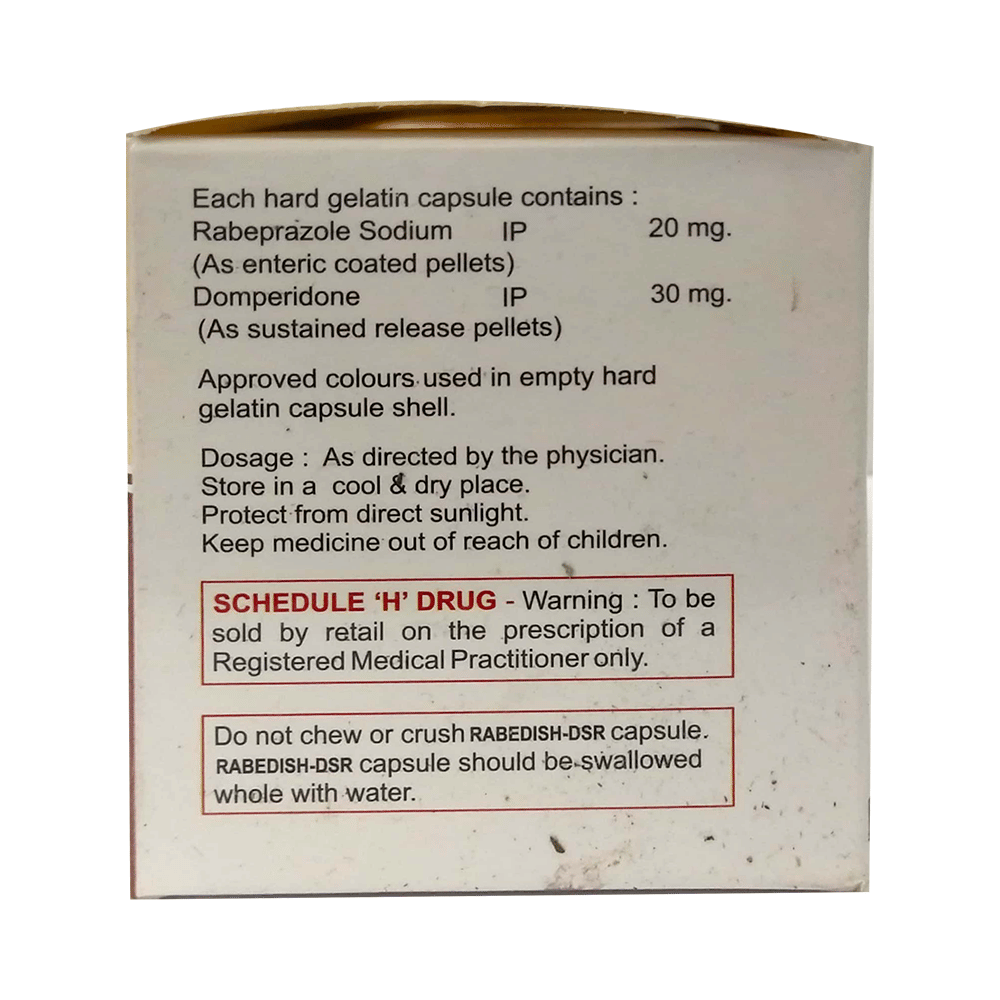 Each hard gelatin capsule contains :
Rabeprazole Sodium IP 20 mg.
(As enteric coated pellets)
Domperidone IP 30 mg.
(As sustained release pellets)
Approved colours used in empty hard
gelatin capsule shell.
Dosage : As directed by the physician.
Store in a cool & dry place.
Protect from direct sunlight.
Keep medicine out of reach of children.
SCHEDULE ‘H’ DRUG - Warning : To be
sold by retail on the prescription of a
Registered Medical Practitioner only.
Do not chew or crush RABEDISH-DSR capsule.
RABEDISH-DSR capsule should be swallowed
whole with water.